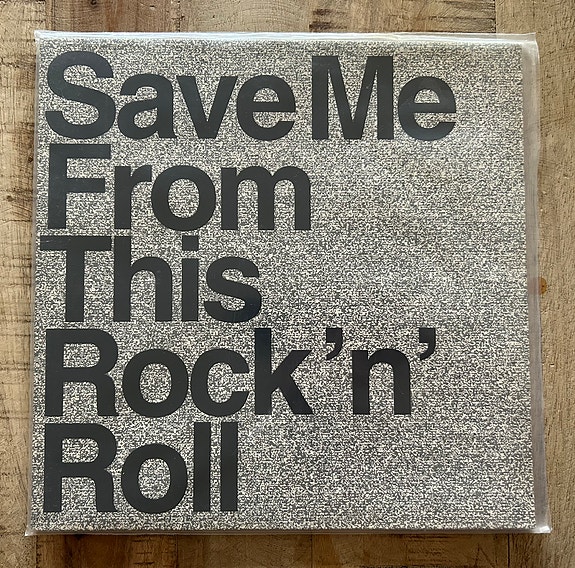 Save Me
From
This
Rock ’n’
Roll